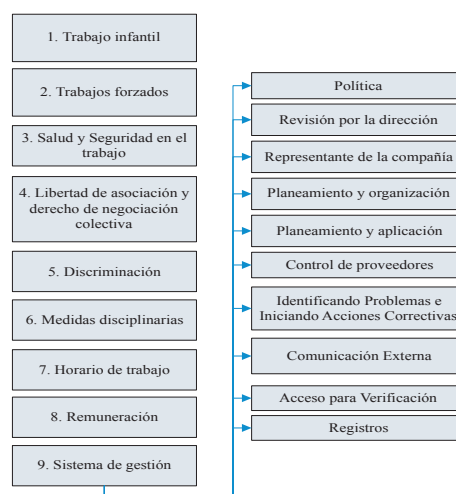 1. Trabajo infantil
2. Trabajos forzados
3. Salud y Seguridad en el
trabajo
4. Libertad de asociación y
derecho de negociación
colectiva
5. Discriminación
6. Medidas disciplinarias
7. Horario de trabajo
8. Remuneración
9. Sistema de gestión
Política
Revisión por la dirección
Representante de la compañía
Planeamiento y organización
Planeamiento y aplicación
Control de proveedores
Identificando Problemas e
Iniciando Acciones Correctivas
Comunicación Externa
Acceso para Verificación
Registros